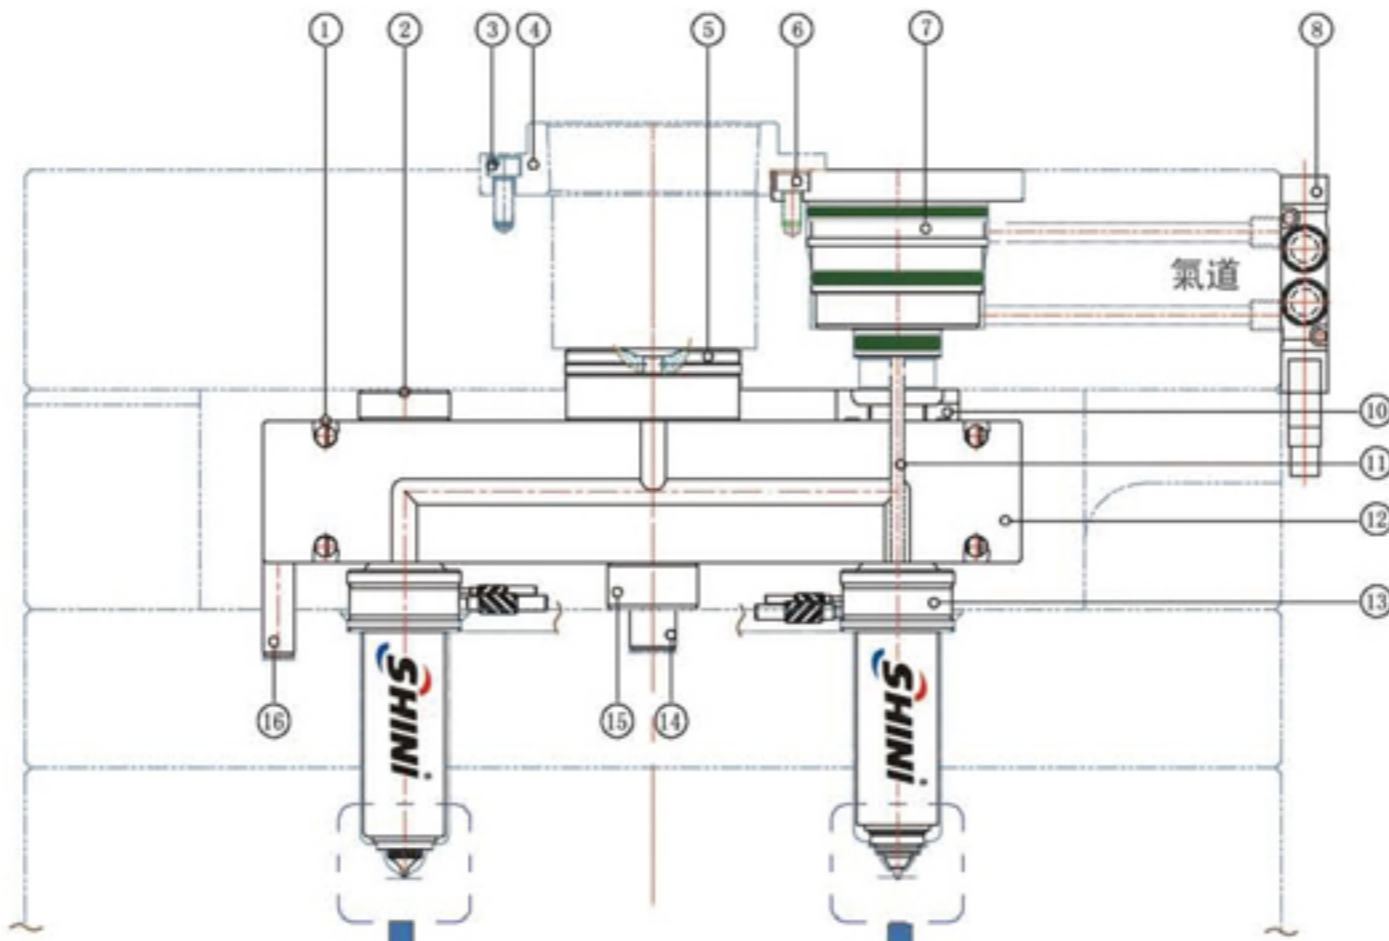 ① ② ③ ④ ⑤ ⑥ ⑦ ⑧
氣道
⑩
⑪
⑫
⑬
⑯ ⑮ ⑭
SHINI
SHINI